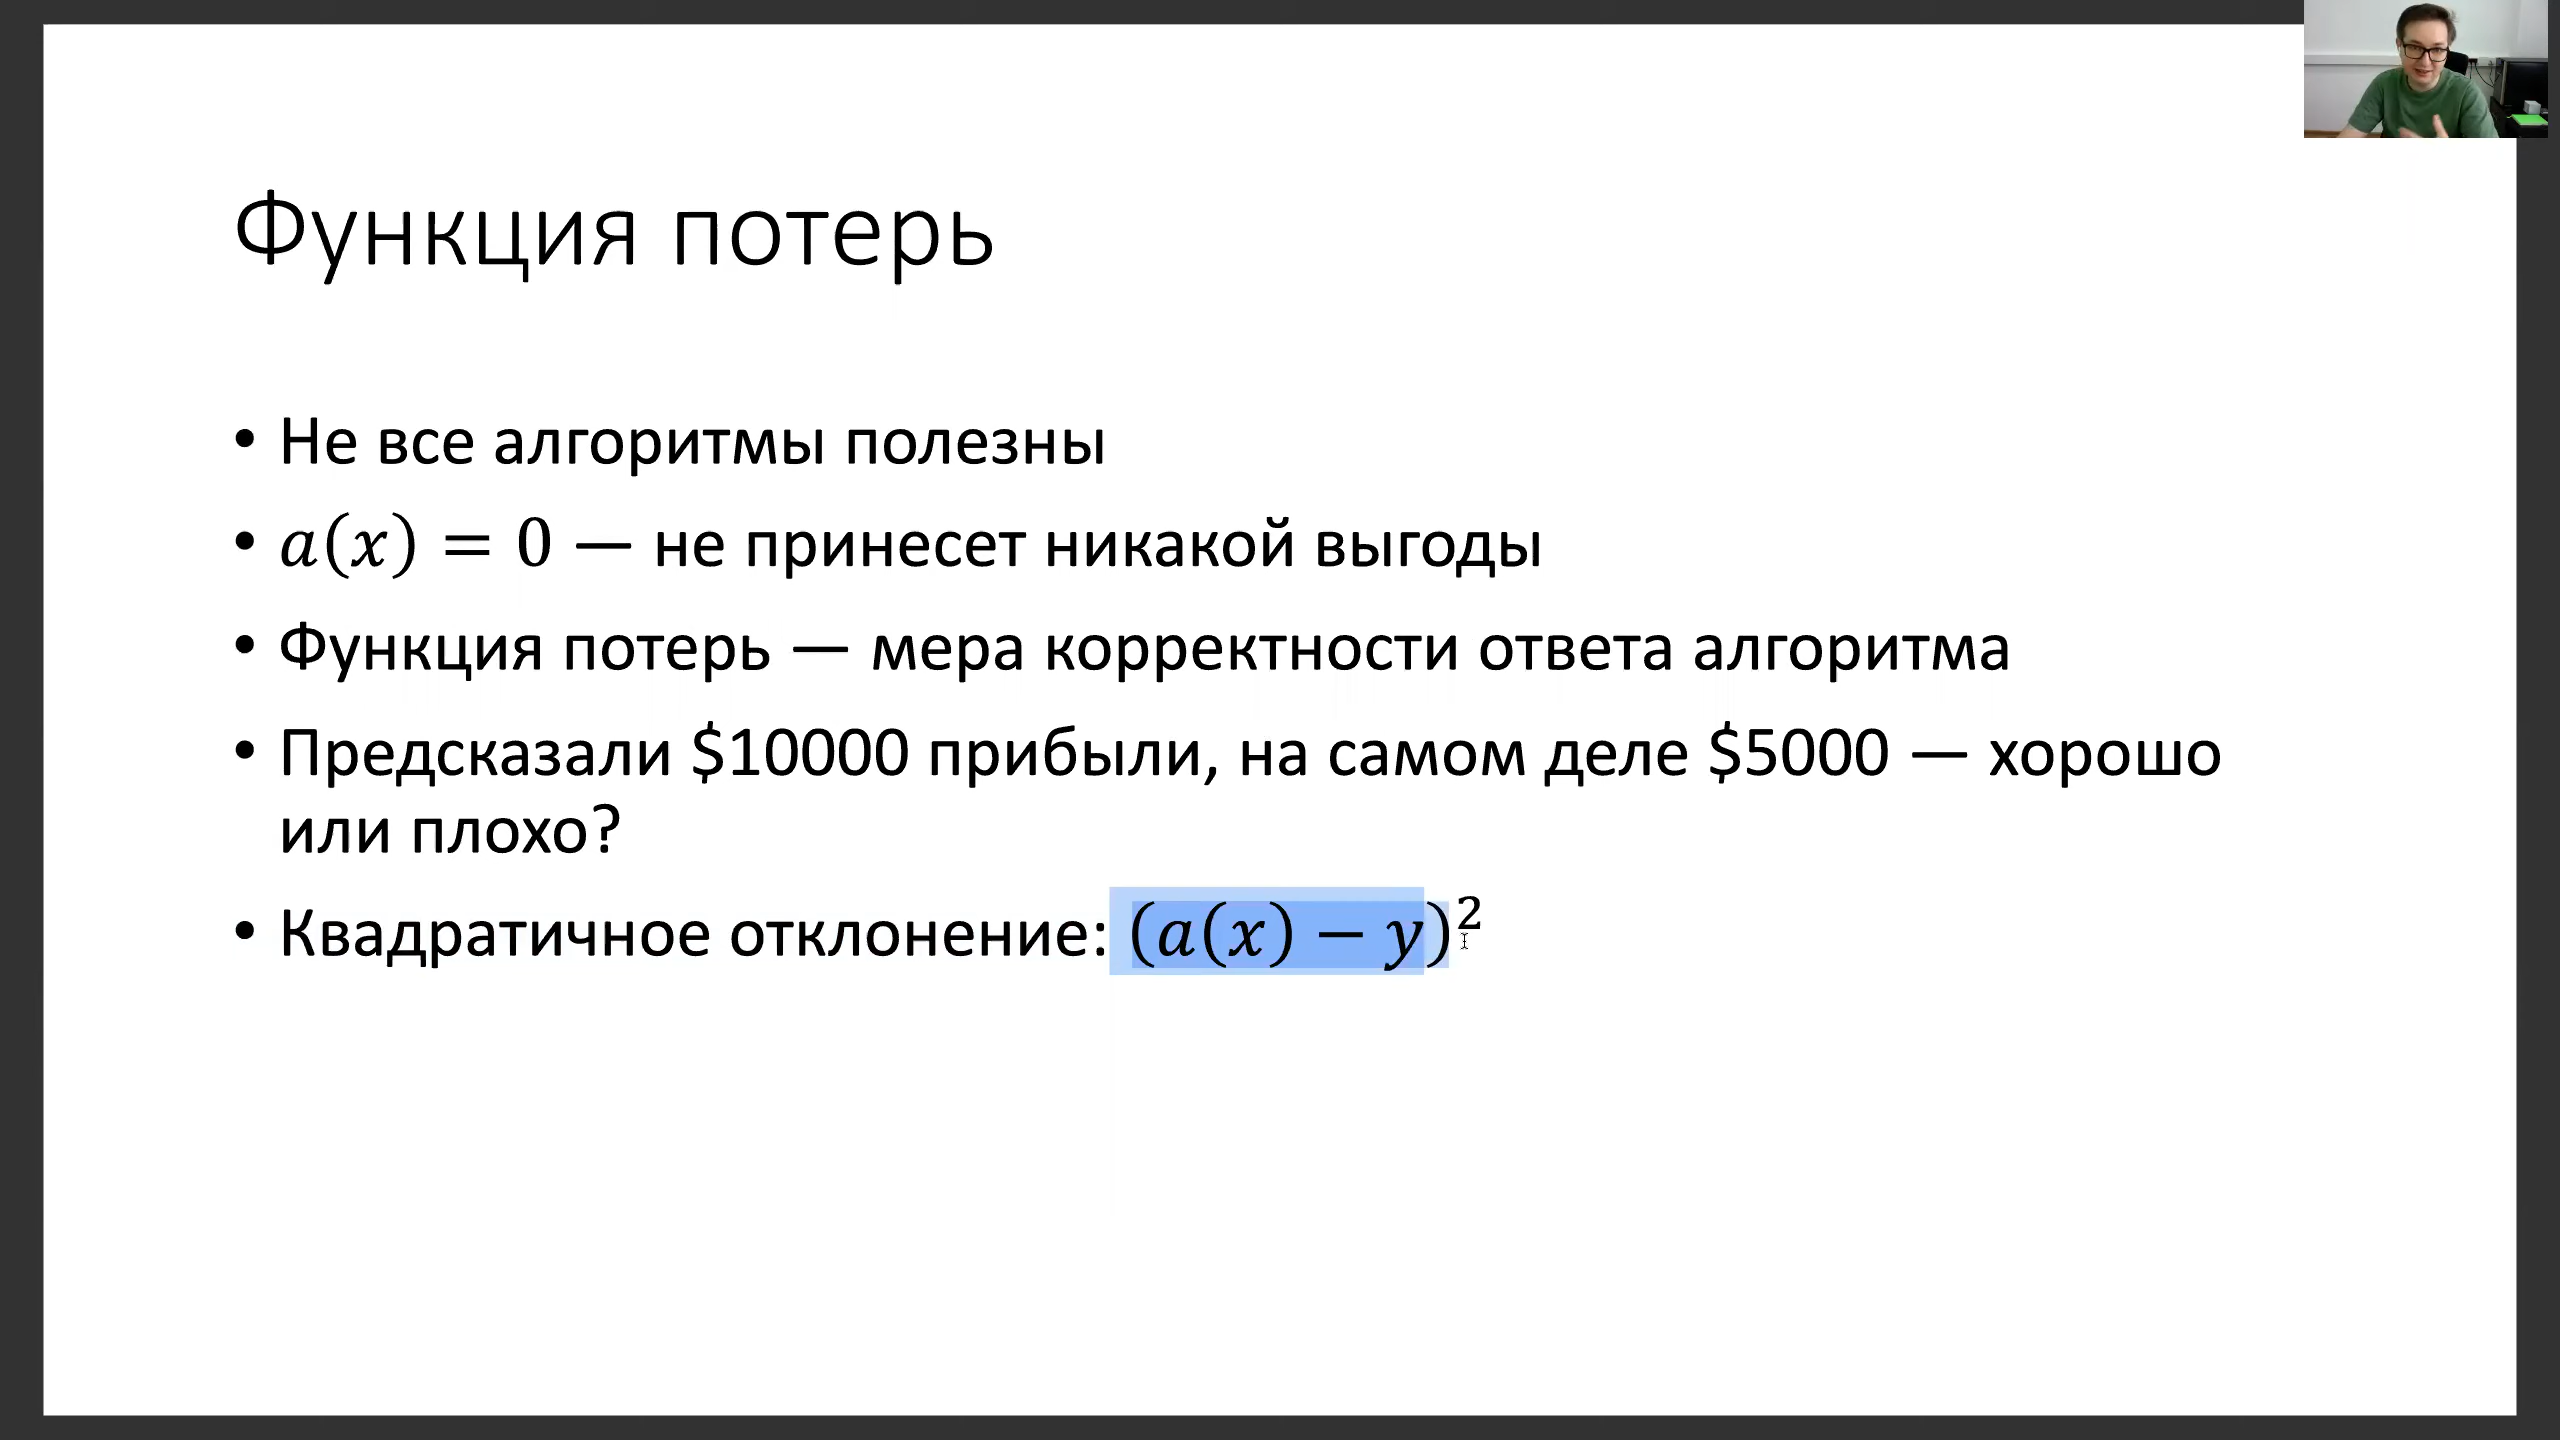 Функция потерь
• Не все алгоритмы полезны
• a(x) = 0 — не принесет никакой выгоды
• Функция потерь — мера корректности ответа алгоритма
• Предсказали $10000 прибыли, на самом деле $5000 — хорошо
или плохо?
• Квадратичное отклонение: (a(x) − y)²